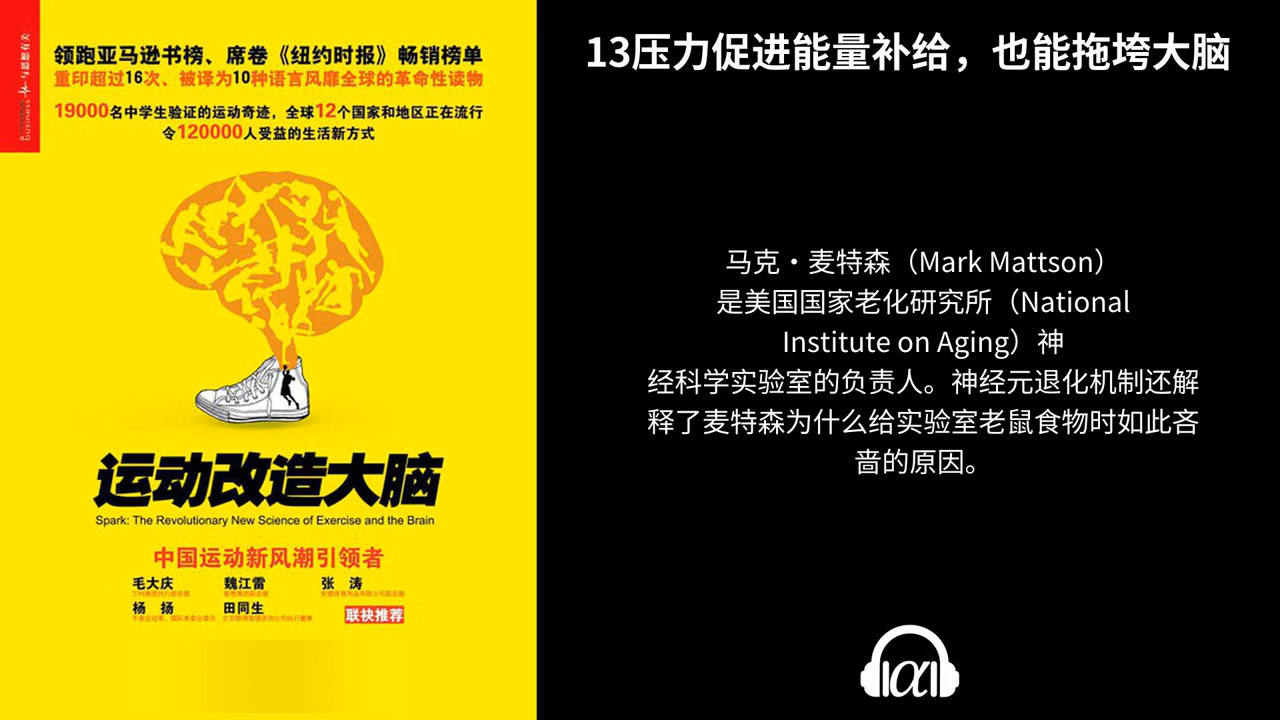 与思想有关
business
领跑亚马逊书榜、席卷《纽约时报》畅销榜单
重印超过16次、被译为10种语言风靡全球的革命性读物
19000名中学生验证的运动奇迹，全球12个国家和地区正在流行
令120000人受益的生活新方式
运动改造大脑
Spark: The Revolutionary New Science of Exercise and the Brain
中国运动新风潮引领者
毛大庆 魏江雷 张 涛
杨 扬 田同生
联袂推荐
13压力促进能量补给，也能拖垮大脑
马克·麦特森（Mark Mattson）
是美国国家老化研究所（National
Institute on Aging）神
经科学实验室的负责人。神经元退化机制还解
释了麦特森为什么给实验室老鼠食物时如此吝
啬的原因。